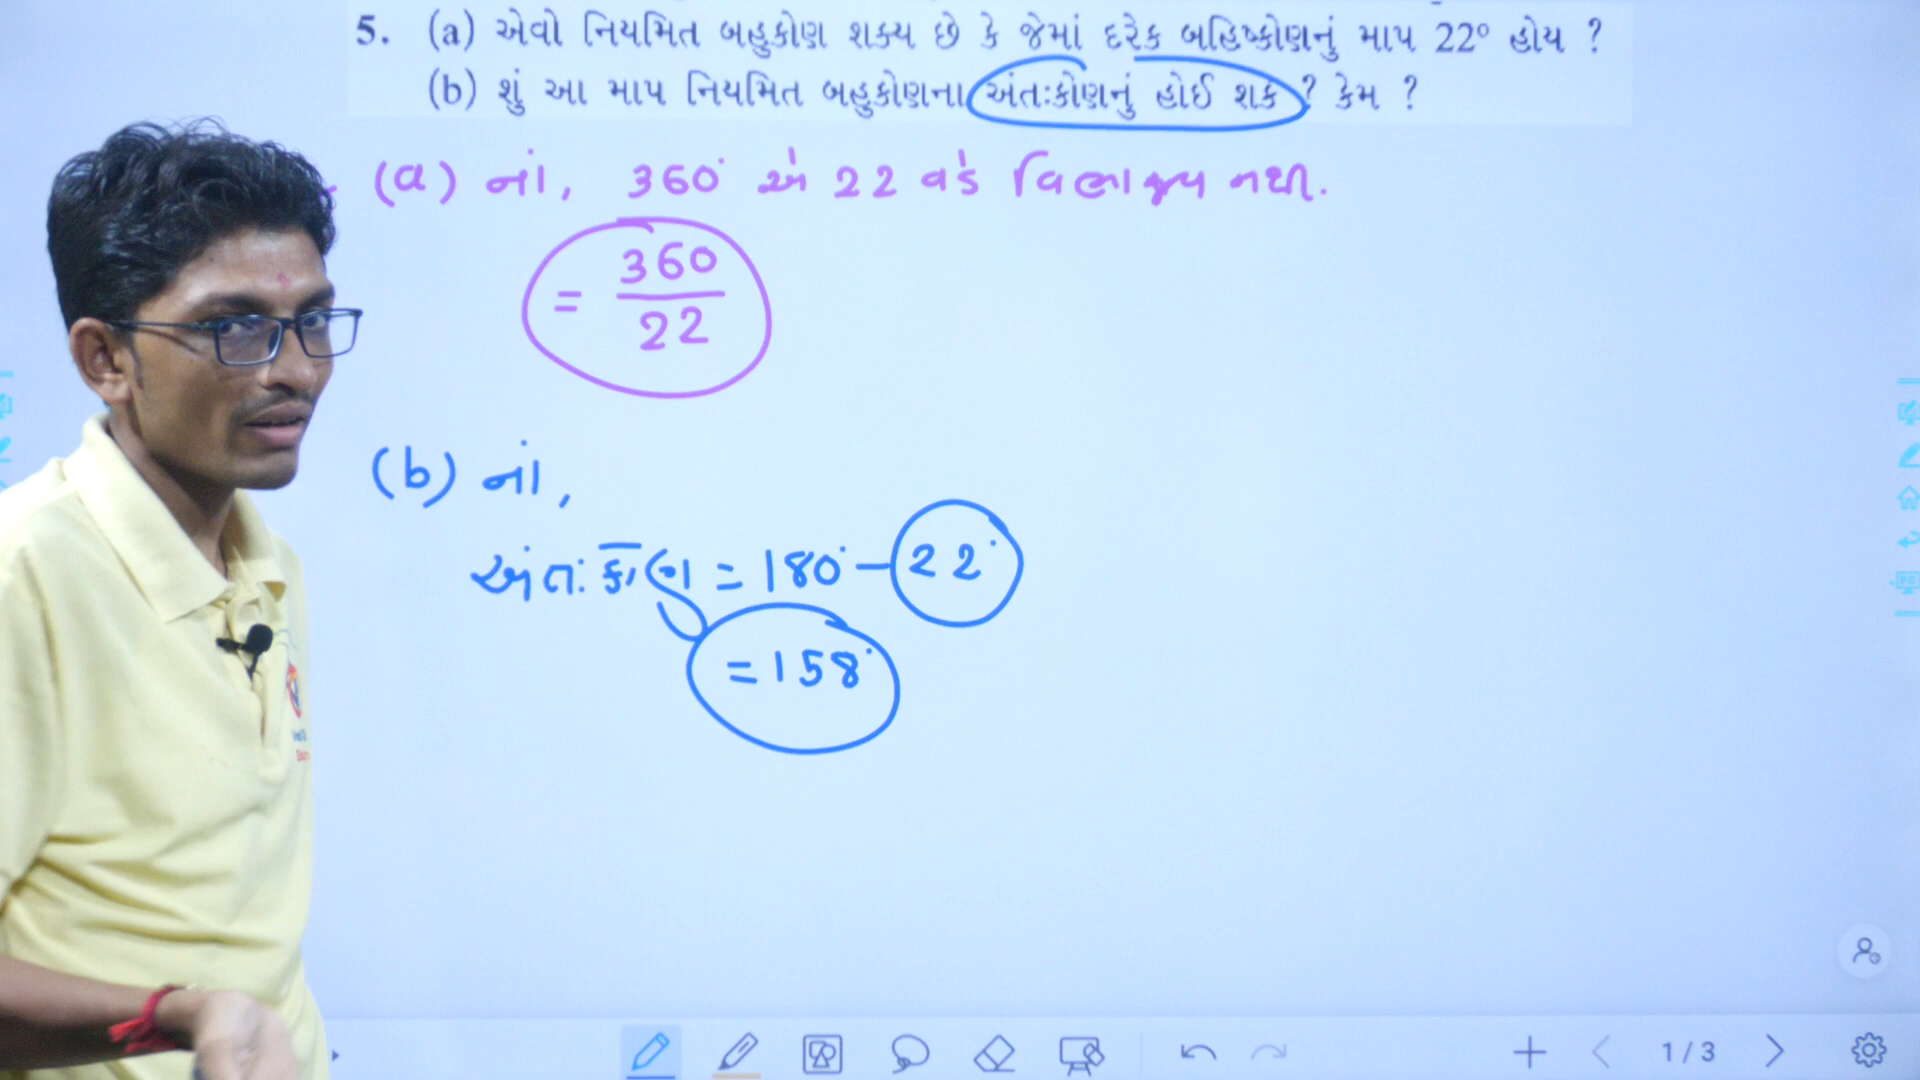 5. (a) એવો નિયમિત બહુકોણ શક્ય છે કે જેમાં દરેક બહિષ્કોણનું માપ 22° હોય ?
(b) શું આ માપ નિયમિત બહુકોણના અંતઃકોણનું હોઈ શકે ? કેમ ?
(a) નાં, 360° એ 22 વડે વિભાજ્ય નથી.
= 360/22
(b) નાં,
અંતઃકોણ = 180° - 22°
= 158°
1/3